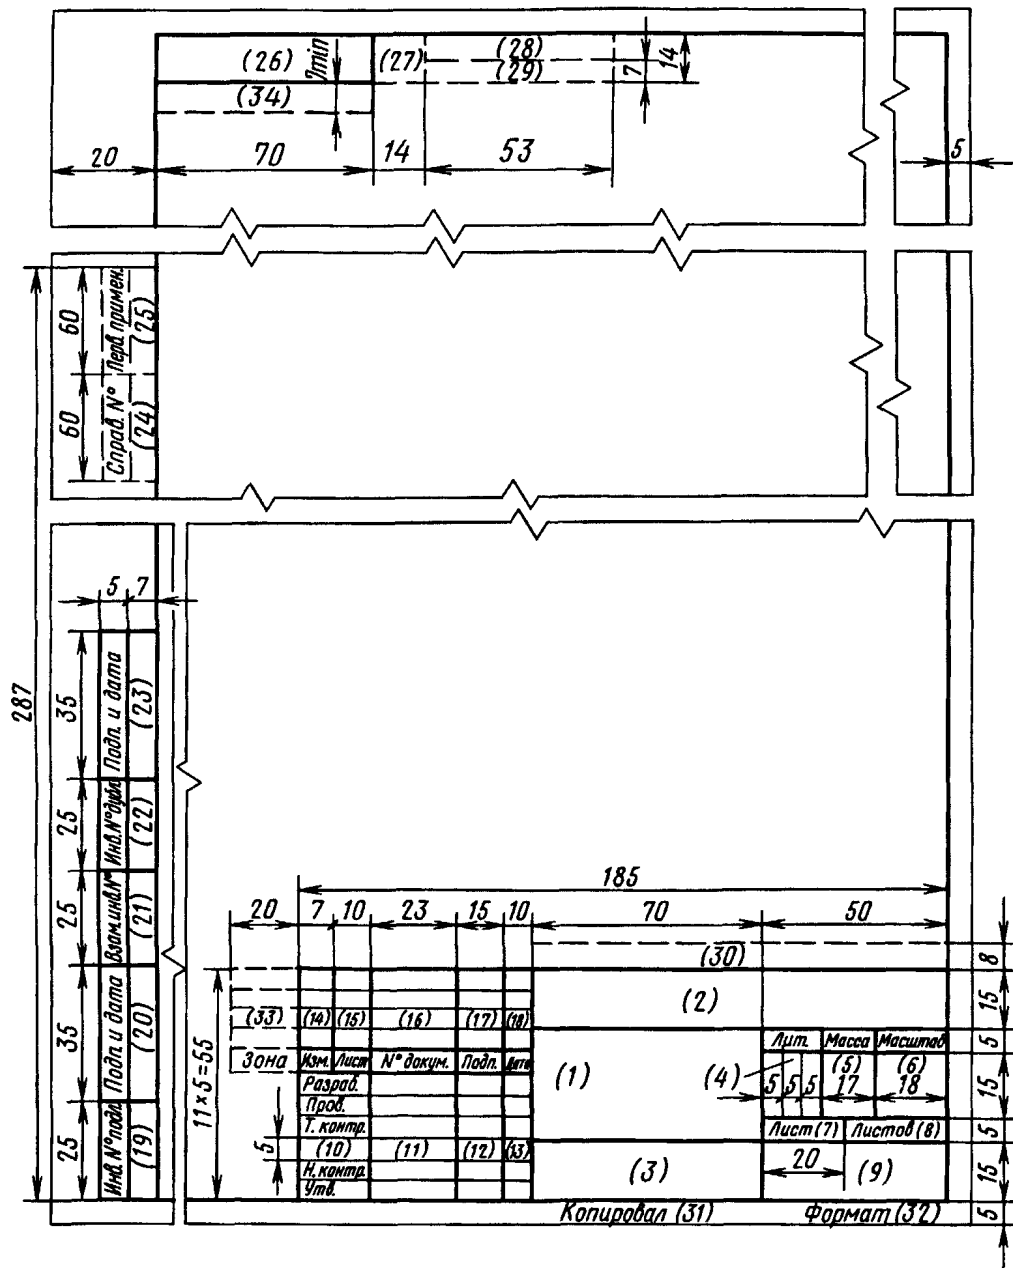 (26) 7min (27) (28) 14
(29) 7
(34)
20 70 14 53 5
60 Перв. примен. (25)
60 Справ. № (24)
287
5 7
35 Подп. и дата (23)
25 Инв.№дубл (22)
25 Взам.инв.№ (21)
35 Подп и дата (20)
25 Инв.№подл. (19)
185
20 7 10 23 15 10 70 50
(30) 8
(2) 15
(33) (14) (15) (16) (17) (18)
Лит. Масса Масштаб 5
Зона Изм. Лист № докум. Подп. Дата
(1) (4) (5) (6)
5 5 5 17 18 15
11×5=55
Разраб.
Пров.
Т. контр.
Лист (7) Листов (8) 5
5 (10) (11) (12) (13)
Н. контр.
Утв.
(3) 20 (9) 15
Копировал (31) Формат (32) 5